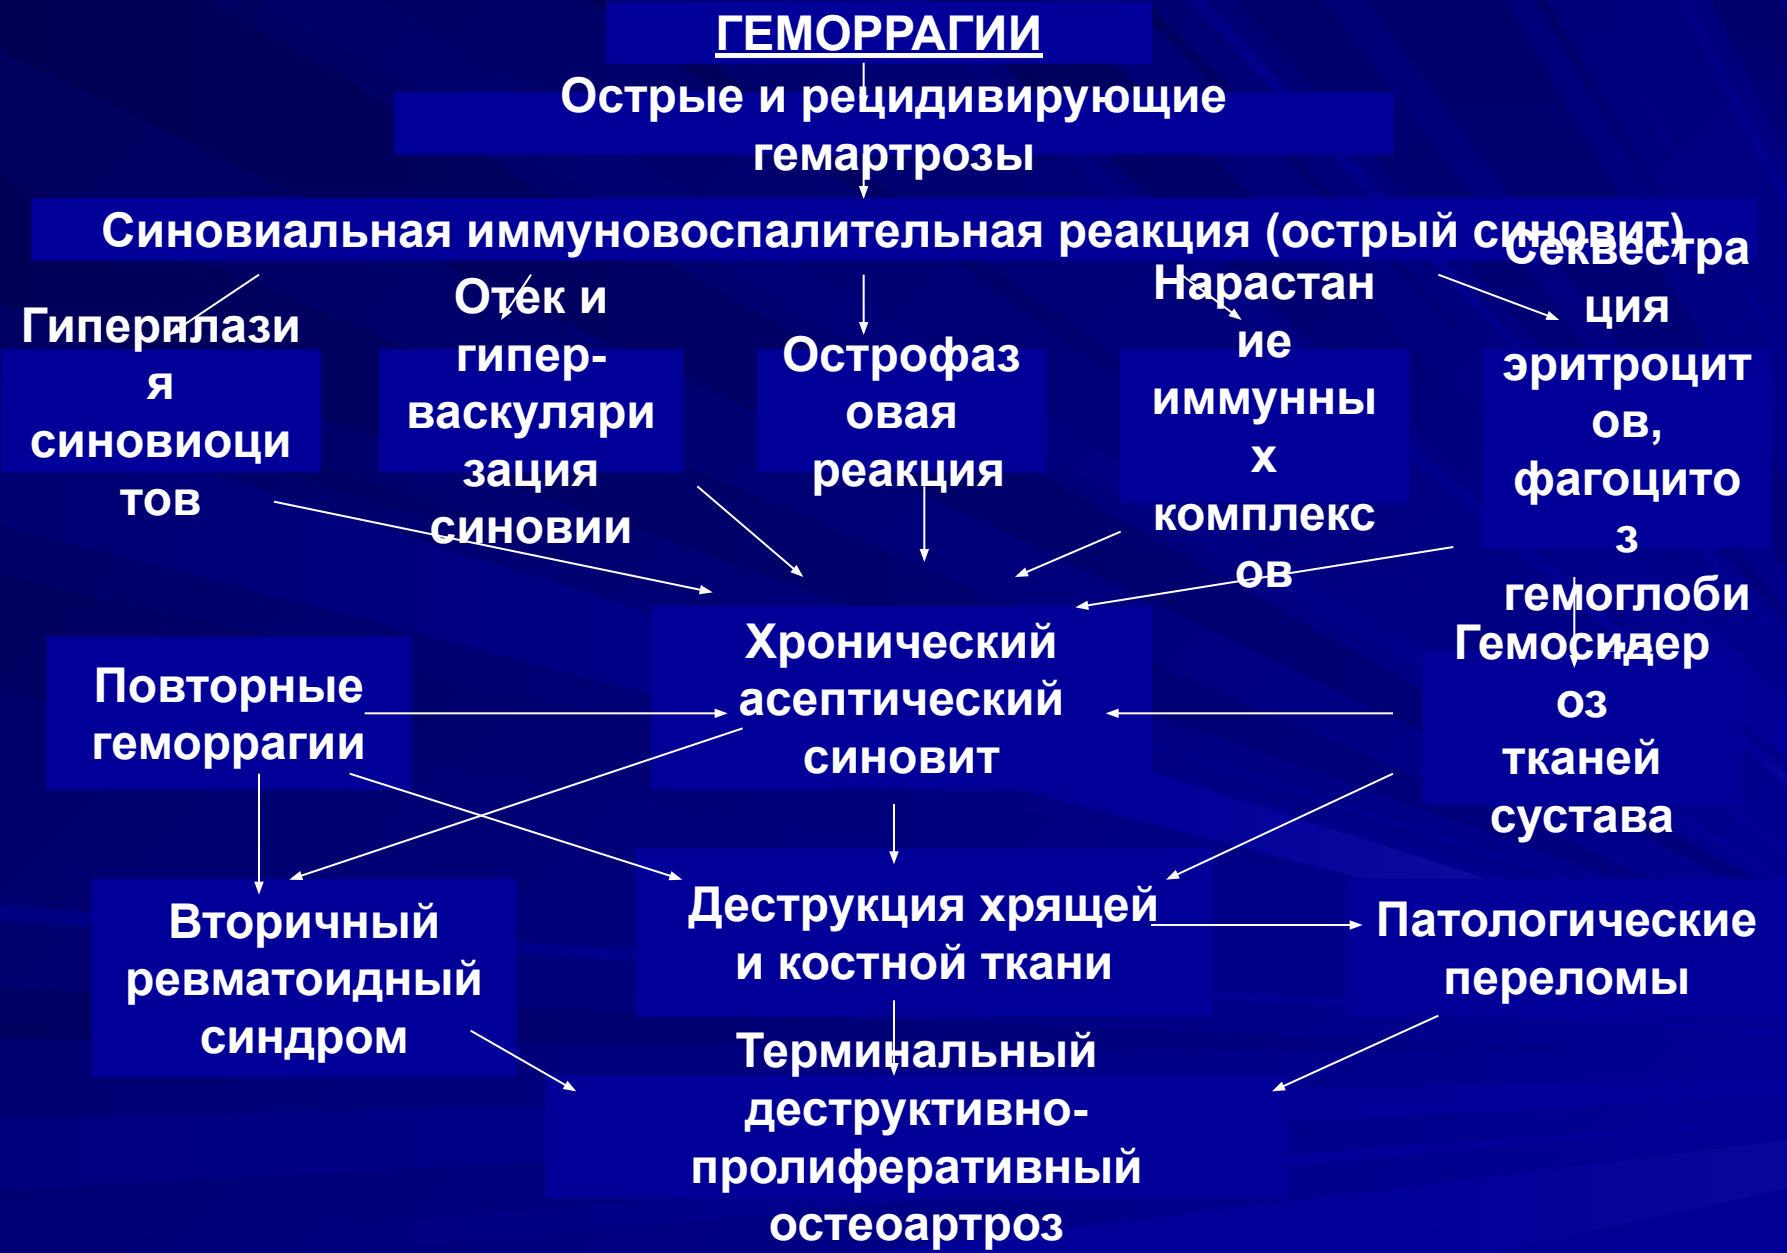 ГЕМОРРАГИИ
Острые и рецидивирующие
гемартрозы
Синовиальная иммуновоспалительная реакция (острый синовит)
Гиперплази
я
синовиоци
тов
Отек и
гипер-
васкуляри
зация
синовии
Острофаз
овая
реакция
Нарастан
ие
иммунны
х
комплекс
ов
Секвестра
ция
эритроцит
ов,
фагоцито
з
гемоглоби
на
Повторные
геморрагии
Хронический
асептический
синовит
Гемосидер
оз
тканей
сустава
Вторичный
ревматоидный
синдром
Деструкция хрящей
и костной ткани
Патологические
переломы
Терминальный
деструктивно-
пролиферативный
остеоартроз